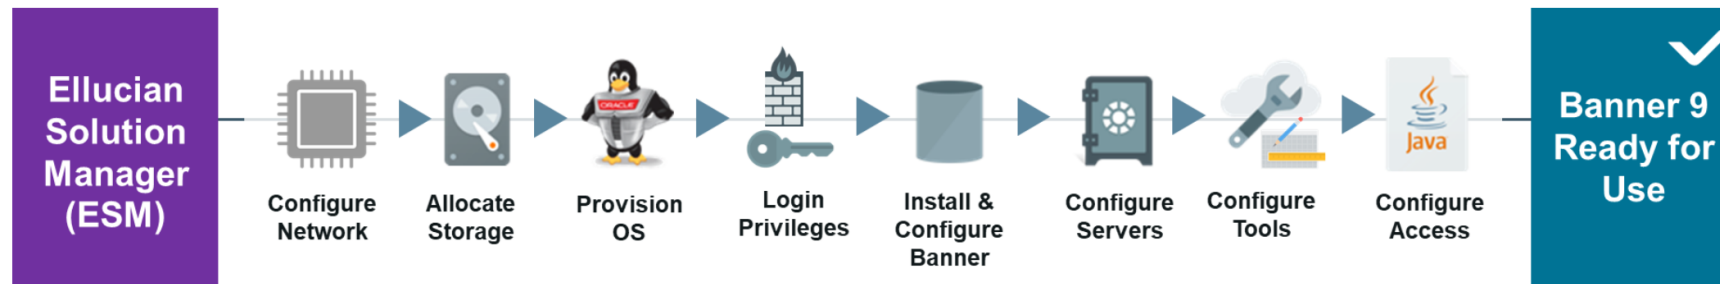 Ellucian
Solution
Manager
(ESM)
Configure
Network
Allocate
Storage
ORACLE
Provision
OS
Login
Privileges
Install &
Configure
Banner
Configure
Servers
Configure
Tools
Java
Configure
Access
Banner 9
Ready for
Use